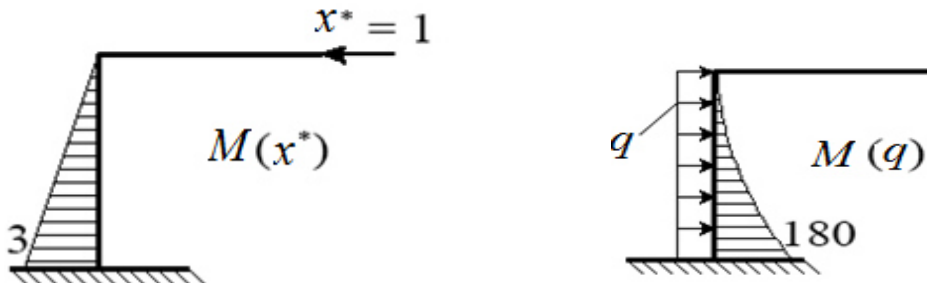 x* = 1
M(x*)
3
q
M(q)
180